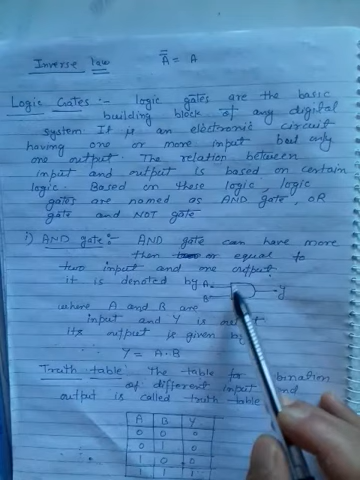 Inverse law A̿ = A
Logic Gates :- Logic gates are the basic
building block of any digital
system. It is an electronic circuit
having one or more input but only
one output. The relation between
input and output is based on certain
logic. Based on these logic, logic
gates are named as AND gate, OR
gate and NOT gate
i) AND gate :- AND gate can have more
then or equal to
two input and one output
it is denoted by A
B Y
where A and B are
input and Y is
Its output is given by
∴ Y = A·B
Truth table: The table for
of different input and
output is called truth table
A B Y
0 0 0
0 1 0
1 0 0
1 1 1